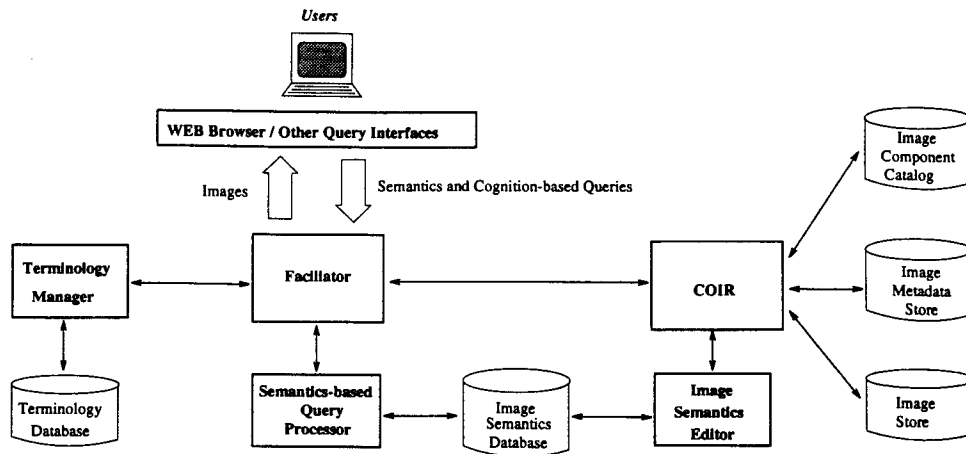 Users
WEB Browser / Other Query Interfaces
Images
Semantics and Cognition-based Queries
Image
Component
Catalog
Terminology
Manager
Faciliator
COIR
Image
Metadata
Store
Terminology
Database
Semantics-based
Query
Processor
Image
Semantics
Database
Image
Semantics
Editor
Image
Store